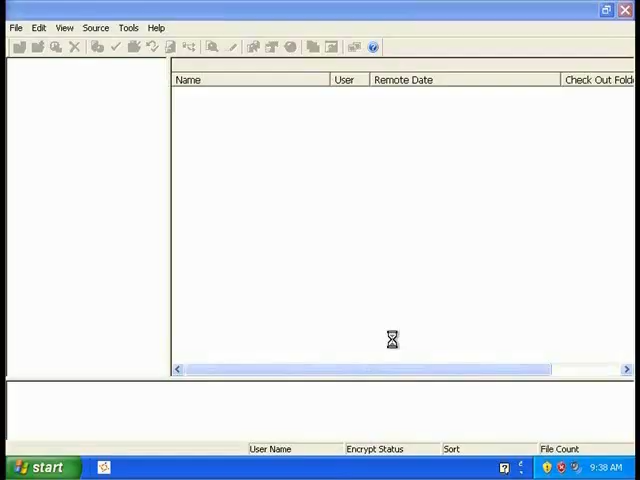 File Edit View Source Tools Help
Name User Remote Date Check Out Folde
User Name Encrypt Status Sort File Count
start 9:38 AM